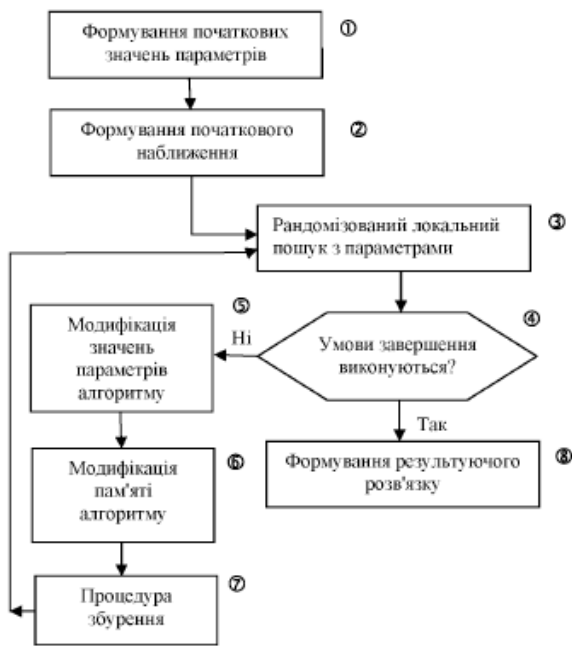 Формування початкових
значень параметрів
①
Формування початкового
наближення
②
Рандомізований локальний
пошук з параметрами
③
Умови завершення
виконуються?
④
Ні
Так
⑤
Модифікація
значень
параметрів
алгоритму
Модифікація
пам'яті
алгоритму
⑥
Процедура
збурення
⑦
Формування результуючого
розв'язку
⑧